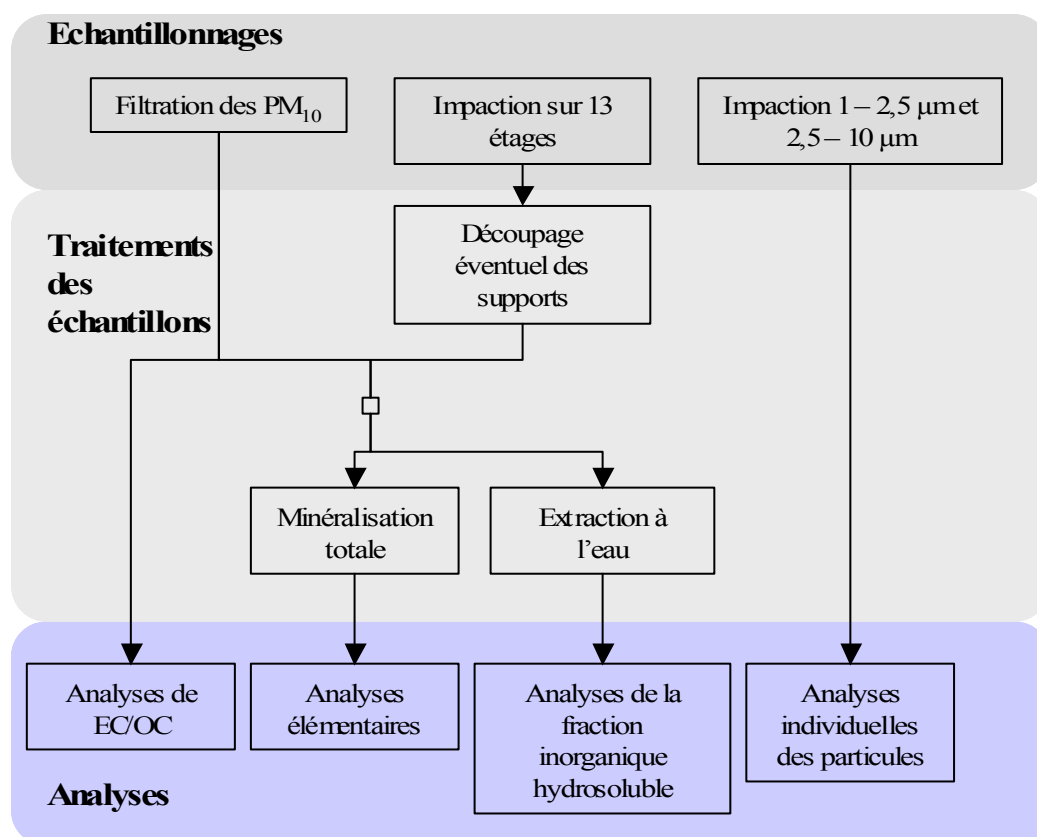 Echantillonnages
Filtration des PM10
Impaction sur 13
étages
Impaction 1 – 2,5 µm et
2,5 – 10 µm
Traitements
des
échantillons
Découpage
éventuel des
supports
Minéralisation
totale
Extraction à
l’eau
Analyses de
EC/OC
Analyses
élémentaires
Analyses de la
fraction
inorganique
hydrosoluble
Analyses
individuelles
des particules
Analyses